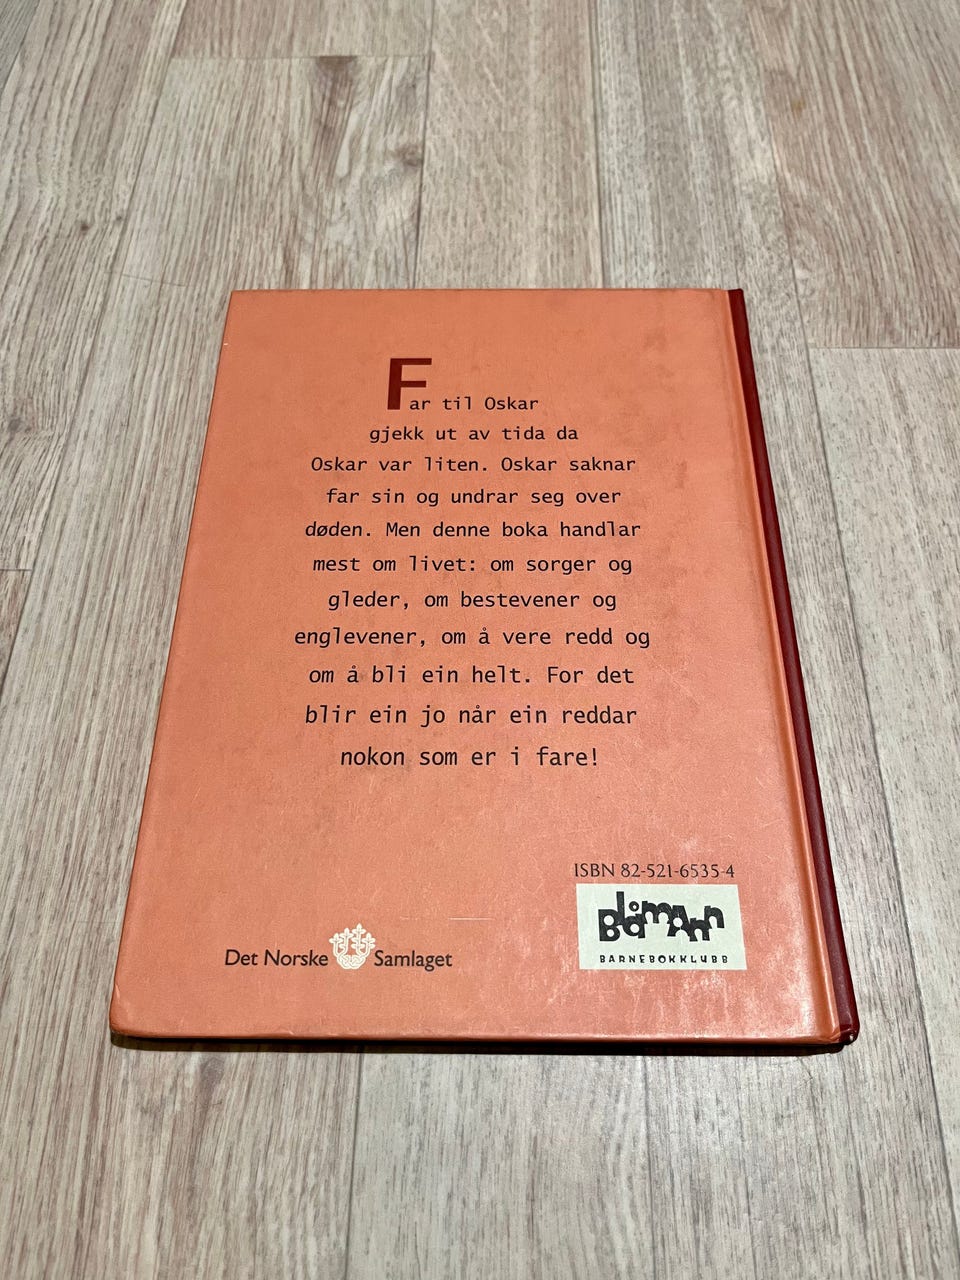 Far til Oskar
gjekk ut av tida da
Oskar var liten. Oskar saknar
far sin og undrar seg over
døden. Men denne boka handlar
mest om livet: om sorger og
gleder, om bestevener og
englevener, om å vere redd og
om å bli ein helt. For det
blir ein jo når ein reddar
nokon som er i fare!
ISBN 82-521-6535-4
Blåmann
BARNEBOKKLUBB
Det Norske Samlaget